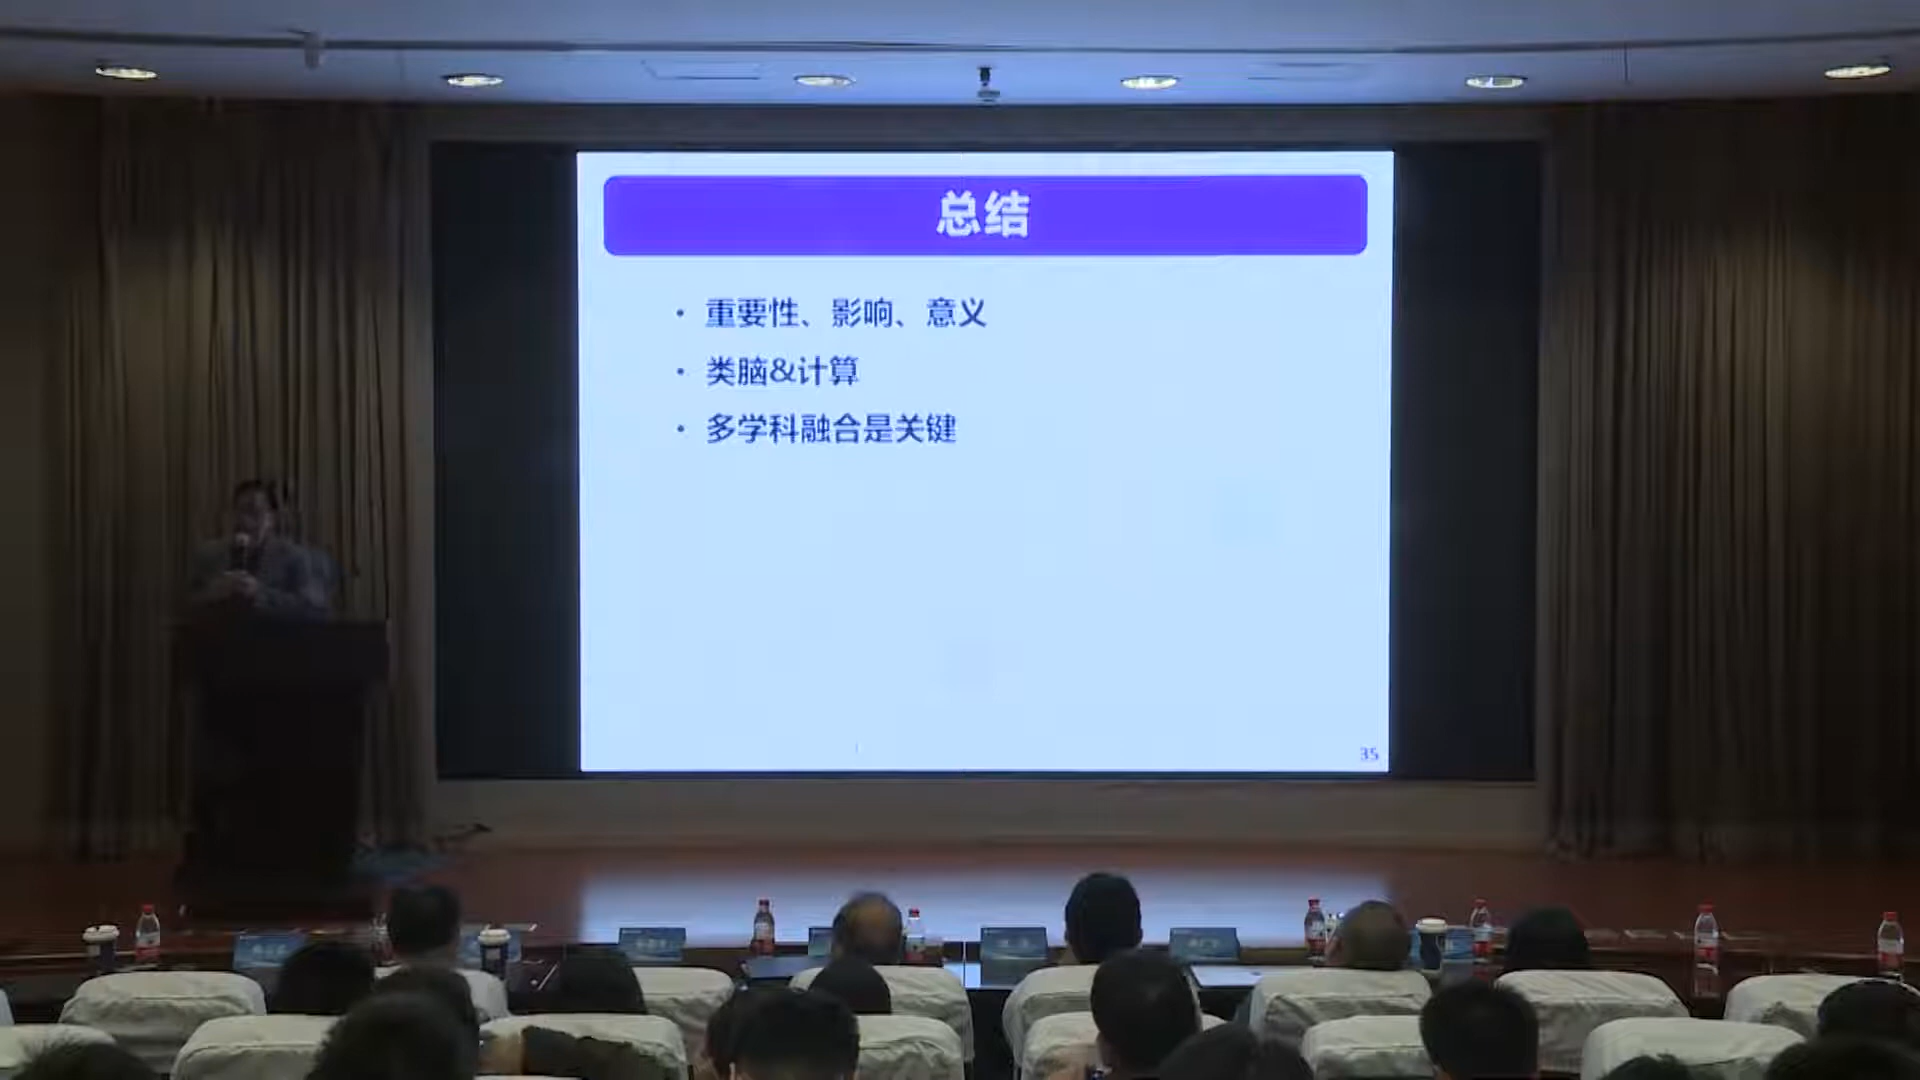 总结
• 重要性、影响、意义
• 类脑&计算
• 多学科融合是关键
35